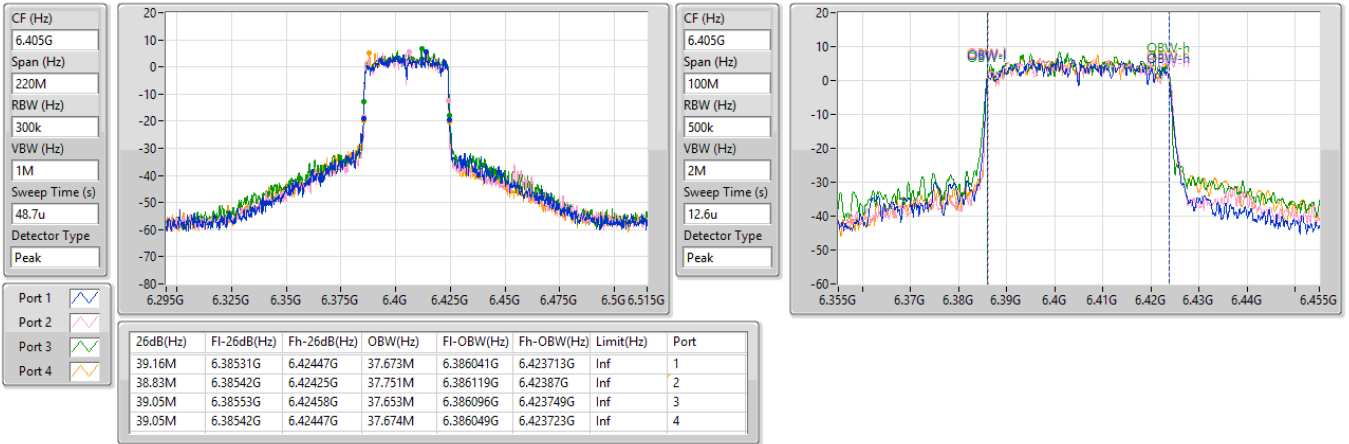 CF (Hz)
6.405G
Span (Hz)
220M
RBW (Hz)
300k
VBW (Hz)
1M
Sweep Time (s)
48.7u
Detector Type
Peak
20
10
0
-10
-20
-30
-40
-50
-60
-70
-80
6.295G 6.325G 6.35G 6.375G 6.4G 6.425G 6.45G 6.475G 6.5G 6.515G
CF (Hz)
6.405G
Span (Hz)
100M
RBW (Hz)
500k
VBW (Hz)
2M
Sweep Time (s)
12.6u
Detector Type
Peak
20
10
0
-10
-20
-30
-40
-50
-60
OBW-l
OBW-h
OBW-h
6.355G 6.37G 6.38G 6.39G 6.4G 6.41G 6.42G 6.43G 6.44G 6.455G
Port 1
Port 2
Port 3
Port 4
26dB(Hz) Fl-26dB(Hz) Fh-26dB(Hz) OBW(Hz) Fl-OBW(Hz) Fh-OBW(Hz) Limit(Hz) Port
39.16M 6.38531G 6.42447G 37.673M 6.386041G 6.423713G Inf 1
38.83M 6.38542G 6.42425G 37.751M 6.386119G 6.42387G Inf 2
39.05M 6.38553G 6.42458G 37.653M 6.386096G 6.423749G Inf 3
39.05M 6.38542G 6.42447G 37.674M 6.386049G 6.423723G Inf 4